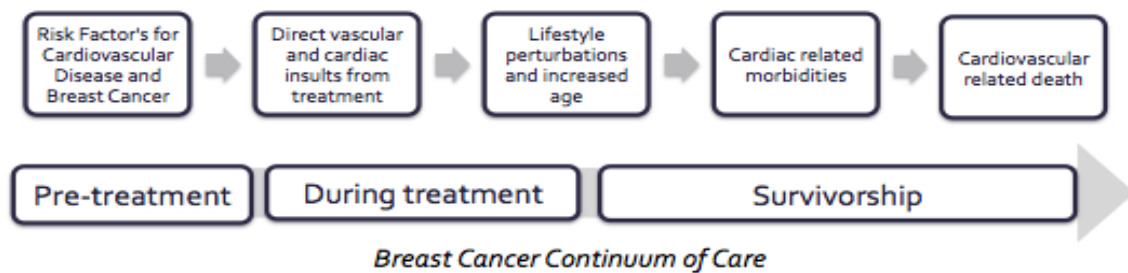 Risk Factor's for
Cardiovascular
Disease and
Breast Cancer
Direct vascular
and cardiac
insults from
treatment
Lifestyle
perturbations
and increased
age
Cardiac related
morbidities
Cardiovascular
related death
Pre-treatment
During treatment
Survivorship
Breast Cancer Continuum of Care